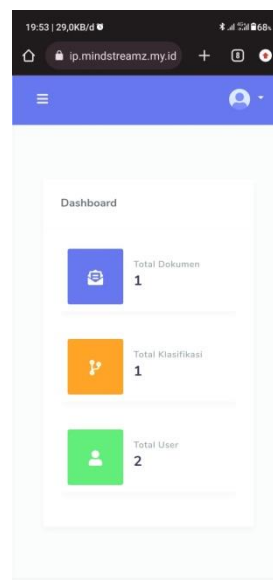 19:53 | 29,0KB/d
68%
ip.mindstreamz.my.id
8
Dashboard
Total Dokumen
1
Total Klasifikasi
1
Total User
2